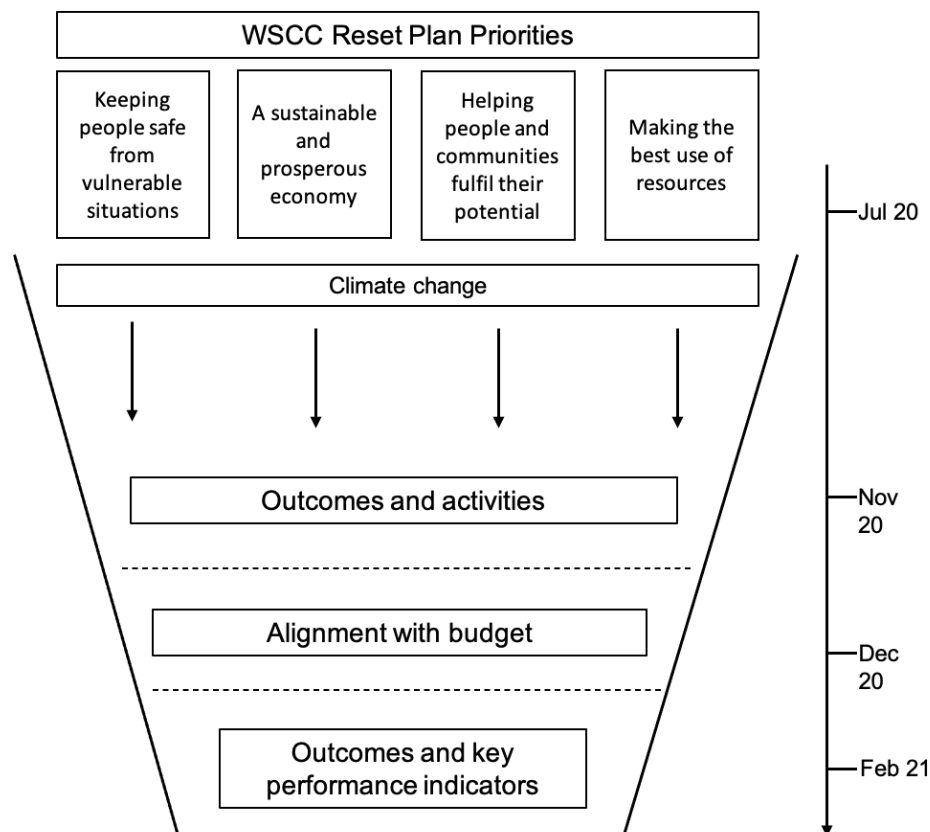 WSCC Reset Plan Priorities
Keeping
people safe
from
vulnerable
situations
A sustainable
and
prosperous
economy
Helping
people and
communities
fulfil their
potential
Making the
best use of
resources
Jul 20
Climate change
Outcomes and activities
Nov
20
Alignment with budget
Dec
20
Outcomes and key
performance indicators
Feb 21